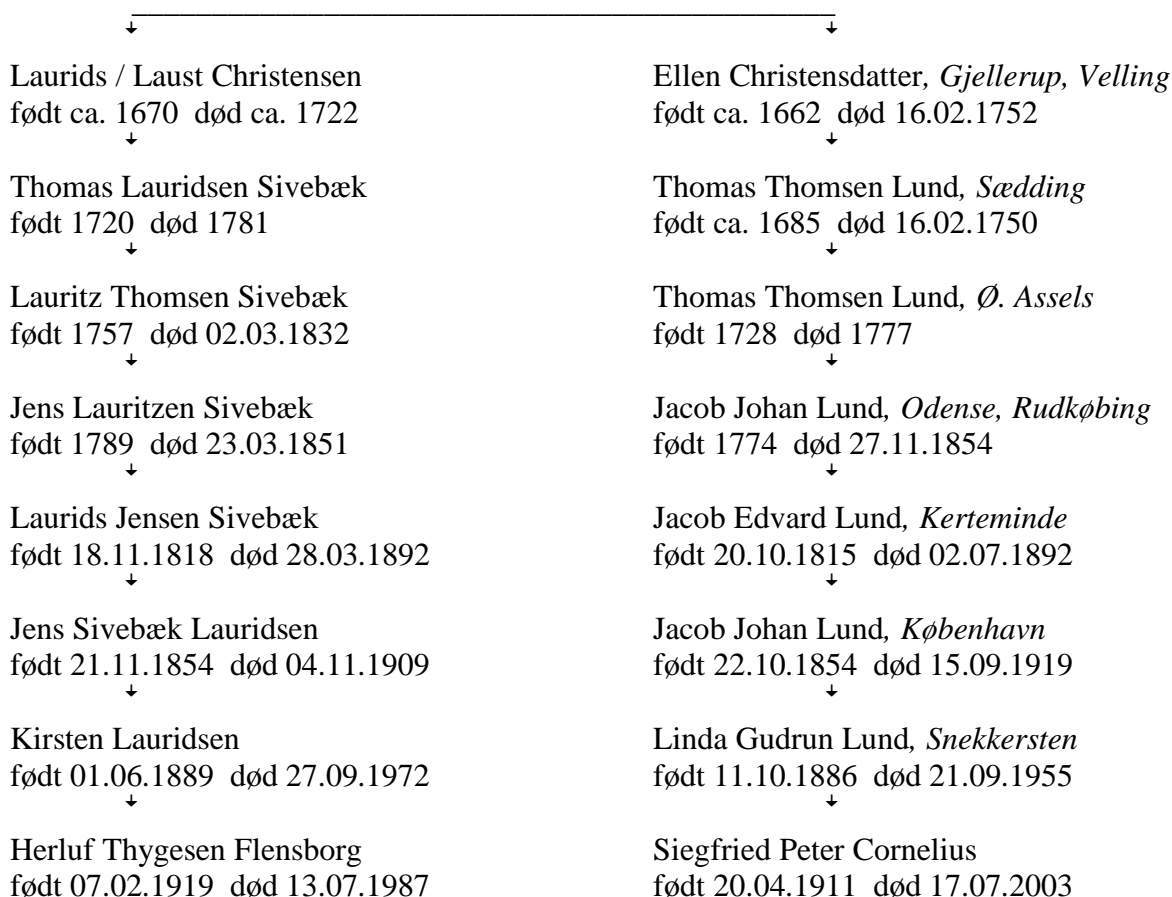 Laurids / Laust Christensen
født ca. 1670 død ca. 1722
Thomas Lauridsen Sivebæk
født 1720 død 1781
Lauritz Thomsen Sivebæk
født 1757 død 02.03.1832
Jens Lauritzen Sivebæk
født 1789 død 23.03.1851
Laurids Jensen Sivebæk
født 18.11.1818 død 28.03.1892
Jens Sivebæk Lauridsen
født 21.11.1854 død 04.11.1909
Kirsten Lauridsen
født 01.06.1889 død 27.09.1972
Herluf Thygesen Flensborg
født 07.02.1919 død 13.07.1987
Ellen Christensdatter, Gjellerup, Velling
født ca. 1662 død 16.02.1752
Thomas Thomsen Lund, Sædding
født ca. 1685 død 16.02.1750
Thomas Thomsen Lund, Ø. Assels
født 1728 død 1777
Jacob Johan Lund, Odense, Rudkøbing
født 1774 død 27.11.1854
Jacob Edvard Lund, Kerteminde
født 20.10.1815 død 02.07.1892
Jacob Johan Lund, København
født 22.10.1854 død 15.09.1919
Linda Gudrun Lund, Snekkersten
født 11.10.1886 død 21.09.1955
Siegfried Peter Cornelius
født 20.04.1911 død 17.07.2003